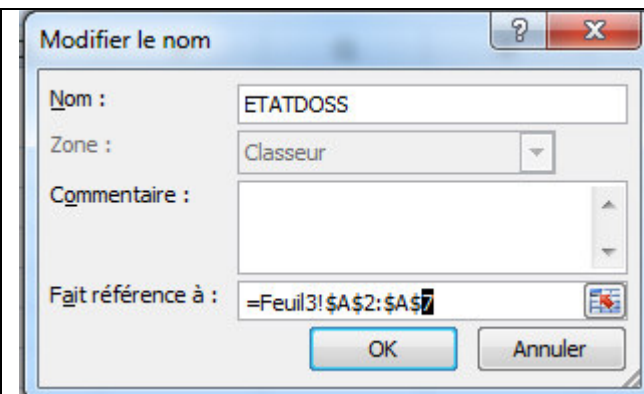 Modifier le nom
Nom : ETATDOSS
Zone : Classeur
Commentaire :
Fait référence à : =Feuil3!$A$2:$A$7
OK Annuler